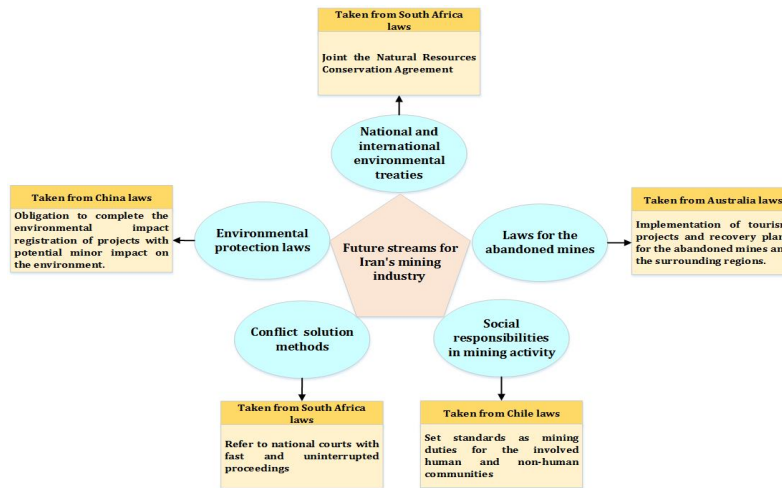 Taken from South Africa
laws
Joint the Natural Resources
Conservation Agreement
National and
international
environmental
treaties
Taken from China laws
Obligation to complete the
environmental impact
registration of projects with
potential minor impact on
the environment.
Environmental
protection laws
Future streams for
Iran's mining
industry
Laws for the
abandoned mines
Taken from Australia laws
Implementation of tourism
projects and recovery plan
for the abandoned mines an
the surrounding regions.
Conflict solution
methods
Social
responsibilities
in mining activity
Taken from South Africa
laws
Refer to national courts with
fast and uninterrupted
proceedings
Taken from Chile laws
Set standards as mining
duties for the involved
human and non-human
communities